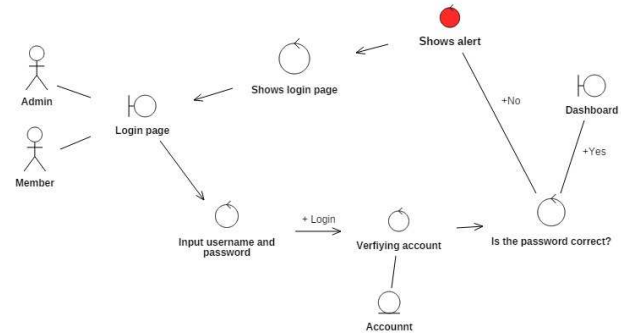 Shows alert
Shows login page
Admin
Dashboard
+No
Login page
+Yes
Member
+ Login
Input username and
password
Verfiying account
Is the password correct?
Accounnt